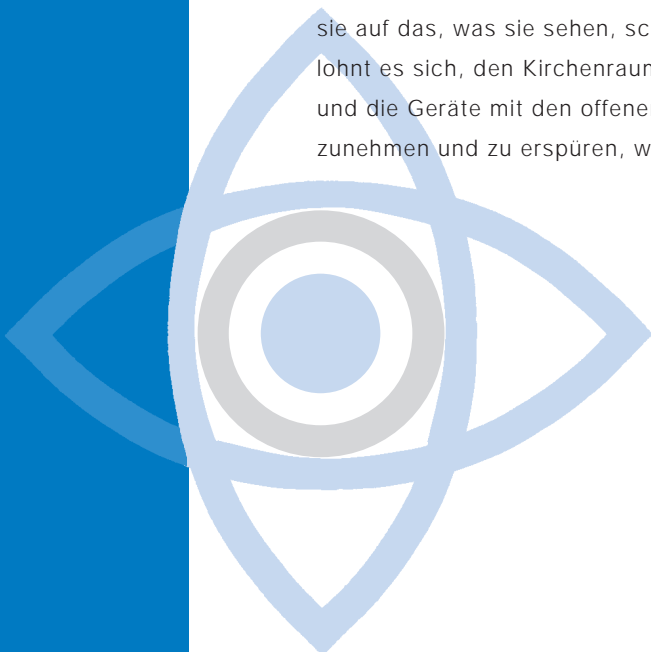 sie auf das, was sie sehen, sc
lohnt es sich, den Kirchenraum
und die Geräte mit den offene
zunehmen und zu erspüren, w